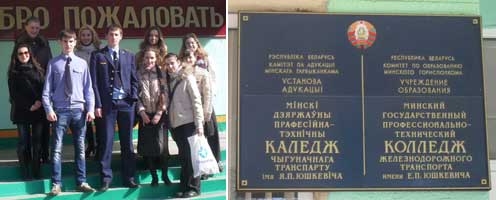 БРО ПОЖАЛОВАТЬ
РЭСПУБЛІКА БЕЛАРУСЬ
КАМІТЭТ ПА АДУКАЦЫІ
МІНСКАГА ГАРВЫКАНКАМА
УСТАНОВА
АДУКАЦЫІ
МІНСКІ
ДЗЯРЖАЎНЫ
ПРАФЕСІЙНА-
ТЭХНІЧНЫ
КАЛЕДЖ
ЧЫГУНАЧНАГА
ТРАНСПАРТУ
ІМЯ Я.П. ЮШКЕВІЧА
РЕСПУБЛИКА БЕЛАРУСЬ
КОМИТЕТ ПО ОБРАЗОВАНИЮ
МИНСКОГО ГОРИСПОЛКОМА
УЧРЕЖДЕНИЕ
ОБРАЗОВАНИЯ
МИНСКИЙ
ГОСУДАРСТВЕННЫЙ
ПРОФЕССИОНАЛЬНО-
ТЕХНИЧЕСКИЙ
КОЛЛЕДЖ
ЖЕЛЕЗНОДОРОЖНОГО
ТРАНСПОРТА
ИМЕНИ Е.П. ЮШКЕВИЧА